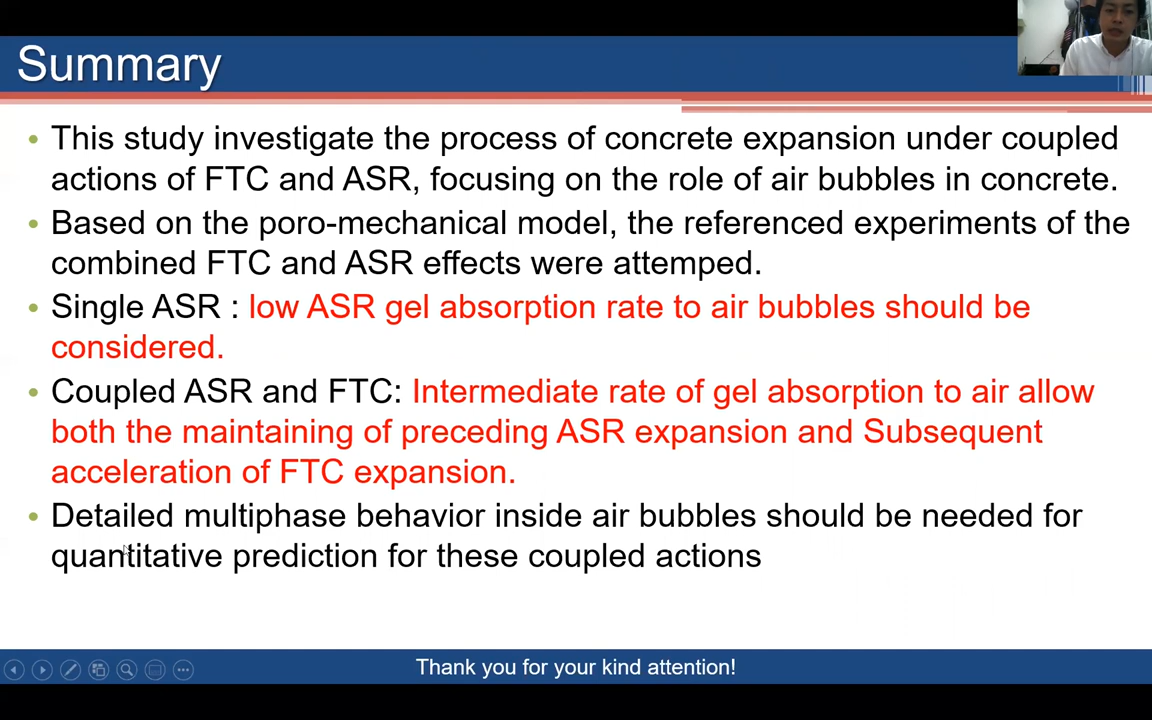 Summary
• This study investigate the process of concrete expansion under coupled
actions of FTC and ASR, focusing on the role of air bubbles in concrete.
• Based on the poro-mechanical model, the referenced experiments of the
combined FTC and ASR effects were attemped.
• Single ASR : low ASR gel absorption rate to air bubbles should be
considered.
• Coupled ASR and FTC: Intermediate rate of gel absorption to air allow
both the maintaining of preceding ASR expansion and Subsequent
acceleration of FTC expansion.
• Detailed multiphase behavior inside air bubbles should be needed for
quantitative prediction for these coupled actions
Thank you for your kind attention!